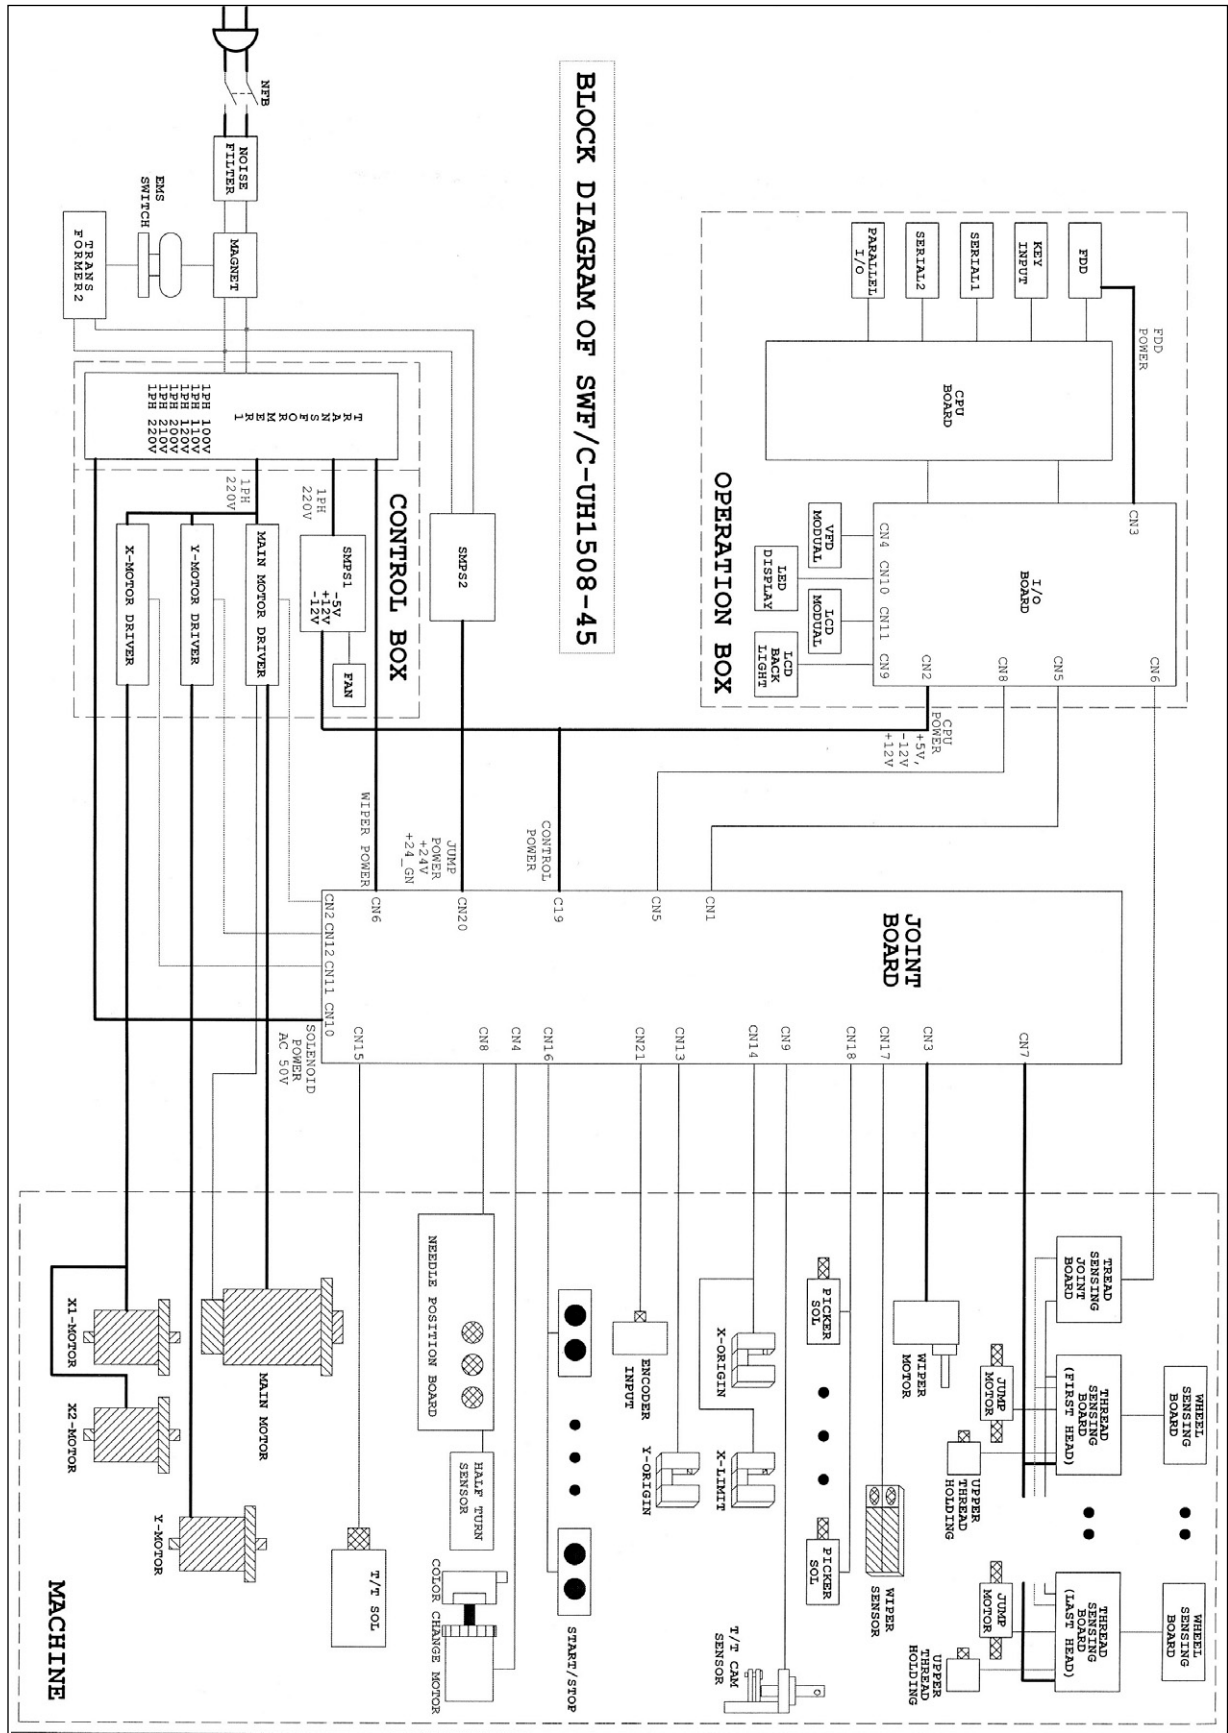 BLOCK DIAGRAM OF SWF/C-UH1508-45
NFB
NOISE
FILTER
EMS
SWITCH
MAGNET
TRANS
FORMER2
TRANSFORMER1
1PH 100V
1PH 110V
1PH 120V
1PH 200V
1PH 210V
1PH 220V
CONTROL BOX
1PH
220V
1PH
220V
SMPS1
-5V
+12V
-12V
FAN
SMPS2
MAIN MOTOR DRIVER
Y-MOTOR DRIVER
X-MOTOR DRIVER
OPERATION BOX
FDD
KEY
INPUT
SERIAL1
SERIAL2
PARALLEL
I/O
FDD
POWER
CPU
BOARD
I/O
BOARD
CN3
CN4
CN10
CN11
CN9
CN2
CN8
CN5
CN6
VFD
MODUAL
LED
DISPLAY
LCD
MODUAL
LCD
BACK
LIGHT
CPU
POWER
+5V,
-12V
+12V
WIPER POWER
JUMP
POWER
+24V
+24_GN
CONTROL
POWER
JOINT
BOARD
CN6
CN20
C19
CN5
CN1
CN2
CN12
CN11
CN10
SOLENOID
POWER
AC 50V
CN15
CN8
CN4
CN16
CN21
CN13
CN14
CN9
CN18
CN17
CN3
CN7
MACHINE
X1-MOTOR
X2-MOTOR
MAIN MOTOR
Y-MOTOR
T/T SOL
NEEDLE POSITION BOARD
HALF TURN
SENSOR
COLOR CHANGE MOTOR
START/STOP
ENCODER
INPUT
Y-ORIGIN
X-ORIGIN
X-LIMIT
T/T CAM
SENSOR
PICKER
SOL
PICKER
SOL
WIPER
SENSOR
WIPER
MOTOR
TREAD
SENSING
JOINT
BOARD
JUMP
MOTOR
UPPER
THREAD
HOLDING
THREAD
SENSING
BOARD
(FIRST HEAD)
WHEEL
SENSING
BOARD
JUMP
MOTOR
UPPER
THREAD
HOLDING
THREAD
SENSING
BOARD
(LAST HEAD)
WHEEL
SENSING
BOARD